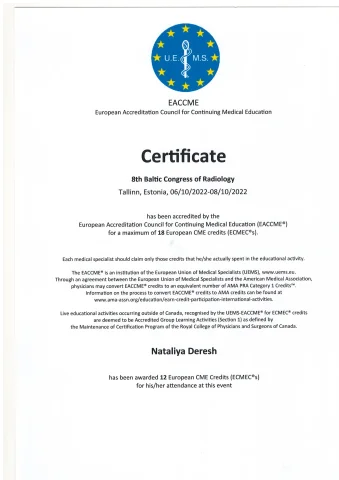 U.E. M.S.
EACCME
European Accreditation Council for Continuing Medical Education
Certificate
8th Baltic Congress of Radiology
Tallinn, Estonia, 06/10/2022-08/10/2022
has been accredited by the
European Accreditation Council for Continuing Medical Education (EACCME®)
for a maximum of 18 European CME credits (ECMEC®s).
Each medical specialist should claim only those credits that he/she actually spent in the educational activity.
The EACCME® is an institution of the European Union of Medical Specialists (UEMS), www.uems.eu.
Through an agreement between the European Union of Medical Specialists and the American Medical Association,
physicians may convert EACCME® credits to an equivalent number of AMA PRA Category 1 Credits™.
Information on the process to convert EACCME® credits to AMA credits can be found at
www.ama-assn.org/education/earn-credit-participation-international-activities.
Live educational activities occurring outside of Canada, recognised by the UEMS-EACCME® for ECMEC® credits
are deemed to be Accredited Group Learning Activities (Section 1) as defined by
the Maintenance of Certification Program of the Royal College of Physicians and Surgeons of Canada.
Nataliya Deresh
has been awarded 12 European CME Credits (ECMEC®s)
for his/her attendance at this event